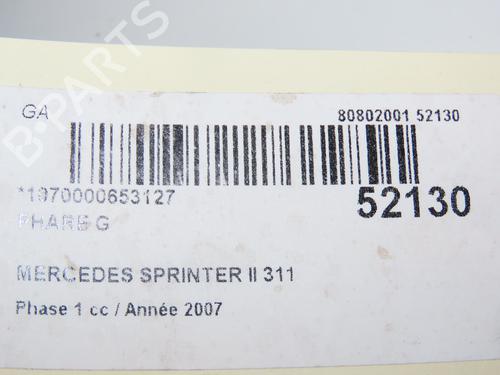 GA
80802001 52130
*1970000653127
52130
PHARE G
MERCEDES SPRINTER II 311
Phase 1 cc / Année 2007
B-PARTS